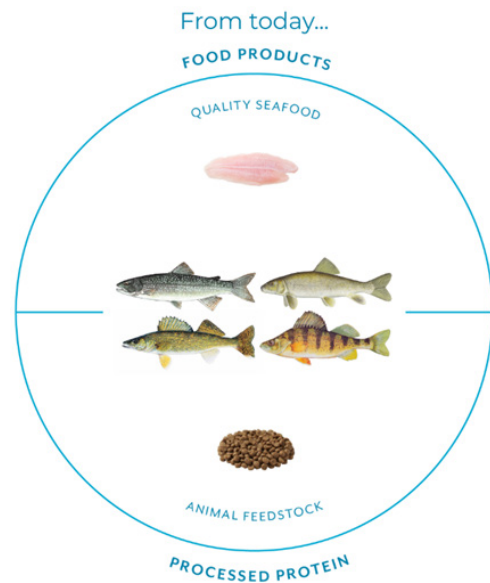 From today...
FOOD PRODUCTS
QUALITY SEAFOOD
ANIMAL FEEDSTOCK
PROCESSED PROTEIN